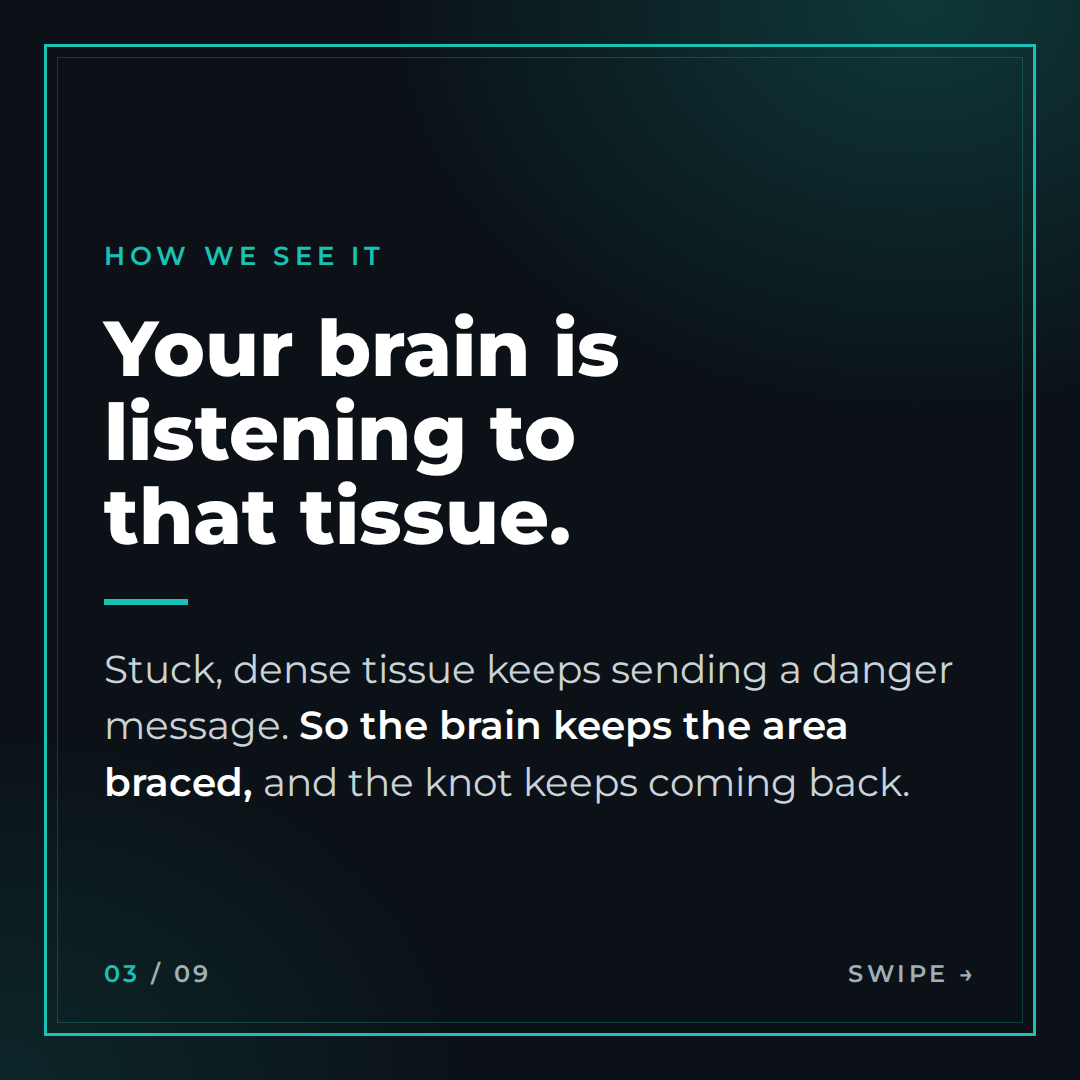 HOW WE SEE IT
Your brain is
listening to
that tissue.
Stuck, dense tissue keeps sending a danger
message. So the brain keeps the area
braced, and the knot keeps coming back.
03 / 09
SWIPE →